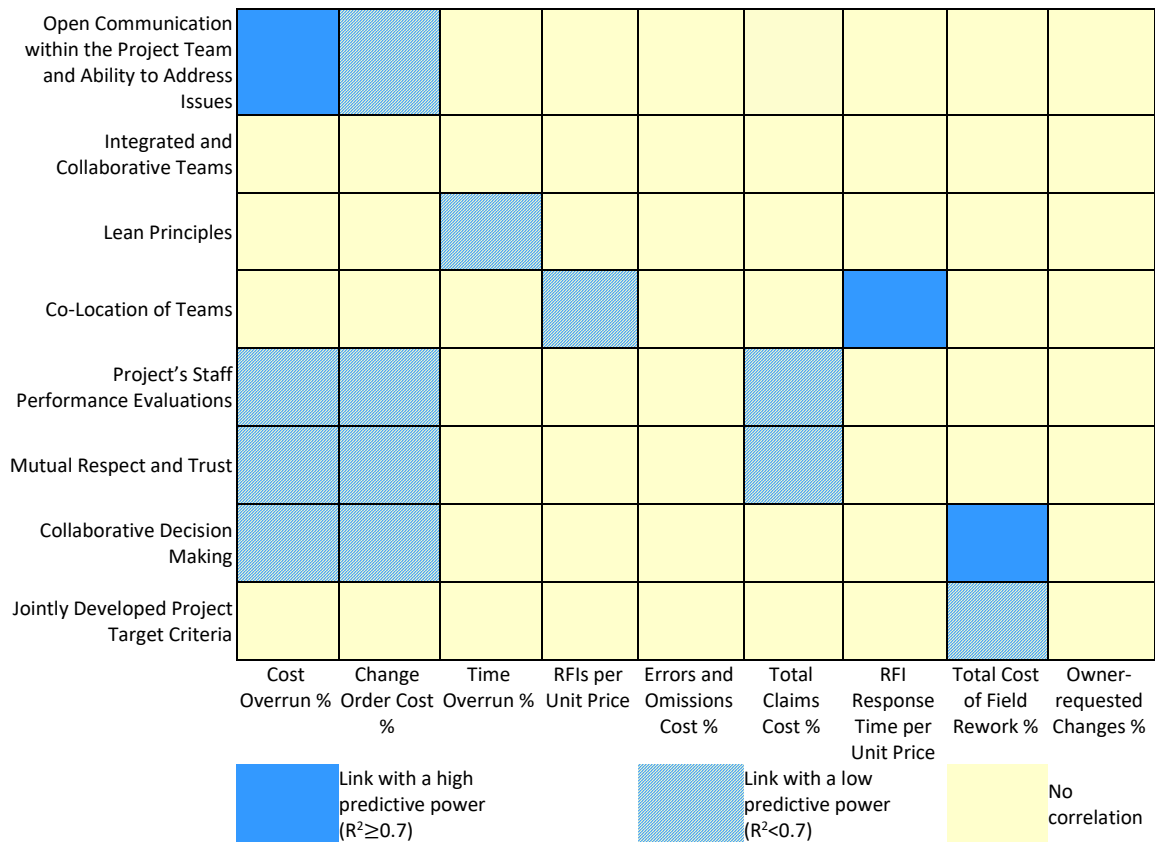 Open Communication
within the Project Team
and Ability to Address
Issues
Integrated and
Collaborative Teams
Lean Principles
Co-Location of Teams
Project’s Staff
Performance Evaluations
Mutual Respect and Trust
Collaborative Decision
Making
Jointly Developed Project
Target Criteria
Cost
Overrun %
Change
Order Cost
%
Time
Overrun %
RFIs per
Unit Price
Errors and
Omissions
Cost %
Total
Claims
Cost %
RFI
Response
Time per
Unit Price
Total Cost
of Field
Rework %
Owner-
requested
Changes %
Link with a high
predictive power
(R²≥0.7)
Link with a low
predictive power
(R²<0.7)
No
correlation